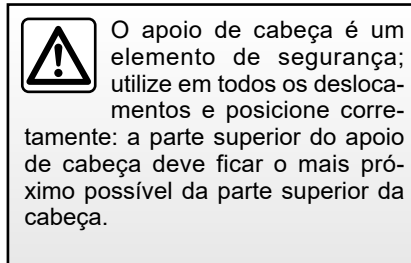 O apoio de cabeça é um
elemento de segurança;
utilize em todos os desloca-
mentos e posicione corre-
tamente: a parte superior do apoio
de cabeça deve ficar o mais pró-
ximo possível da parte superior da
cabeça.